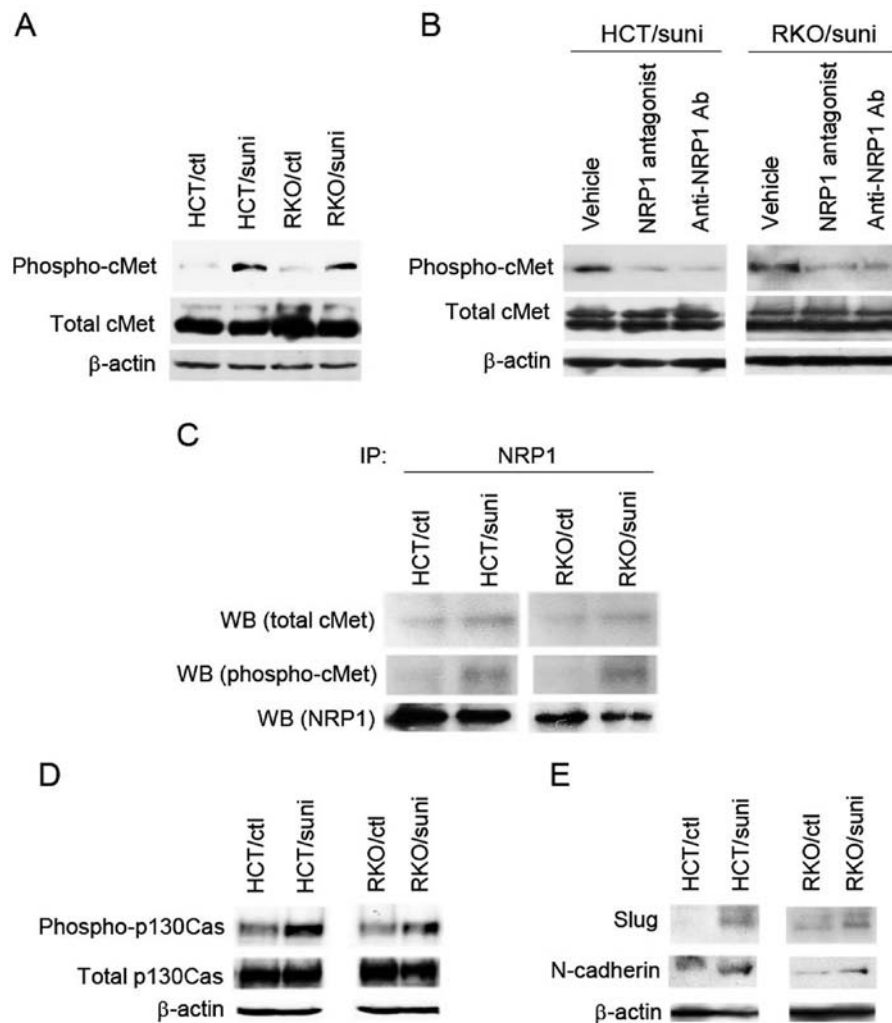 A
HCT/ctl HCT/suni RKO/ctl RKO/suni
Phospho-cMet
Total cMet
β-actin
B
HCT/suni RKO/suni
Vehicle NRP1 antagonist Anti-NRP1 Ab Vehicle NRP1 antagonist Anti-NRP1 Ab
Phospho-cMet
Total cMet
β-actin
C
IP: NRP1
HCT/ctl HCT/suni RKO/ctl RKO/suni
WB (total cMet)
WB (phospho-cMet)
WB (NRP1)
D
HCT/ctl HCT/suni RKO/ctl RKO/suni
Phospho-p130Cas
Total p130Cas
β-actin
E
HCT/ctl HCT/suni RKO/ctl RKO/suni
Slug
N-cadherin
β-actin